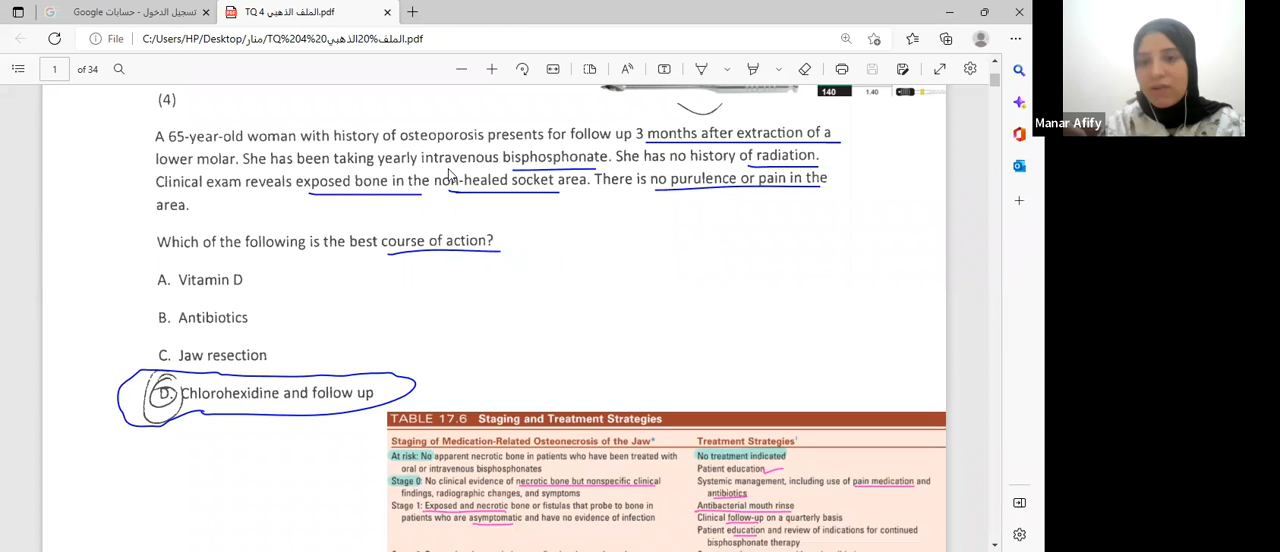 تسجيل الدخول - حسابات Google
TQ 4 الملف الذهبي.pdf
File
C:/Users/HP/Desktop/منار/TQ%204%20الملف%20الذهبي.pdf
1 of 34
140
1.40
Manar Afify
(4)
A 65-year-old woman with history of osteoporosis presents for follow up 3 months after extraction of a
lower molar. She has been taking yearly intravenous bisphosphonate. She has no history of radiation.
Clinical exam reveals exposed bone in the non-healed socket area. There is no purulence or pain in the
area.
Which of the following is the best course of action?
A. Vitamin D
B. Antibiotics
C. Jaw resection
D. Chlorohexidine and follow up
TABLE 17.6 Staging and Treatment Strategies
Staging of Medication-Related Osteonecrosis of the Jaw*
Treatment Strategies¹
At risk: No apparent necrotic bone in patients who have been treated with
oral or intravenous bisphosphonates
No treatment indicated
Patient education
Stage 0: No clinical evidence of necrotic bone but nonspecific clinical
findings, radiographic changes, and symptoms
Systemic management, including use of pain medication and
antibiotics
Stage 1: Exposed and necrotic bone or fistulas that probe to bone in
patients who are asymptomatic and have no evidence of infection
Antibacterial mouth rinse
Clinical follow-up on a quarterly basis
Patient education and review of indications for continued
bisphosphonate therapy